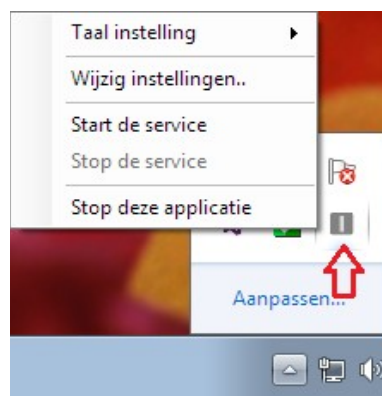 Taal instelling
Wijzig instellingen..
Start de service
Stop de service
Stop deze applicatie
Aanpassen...